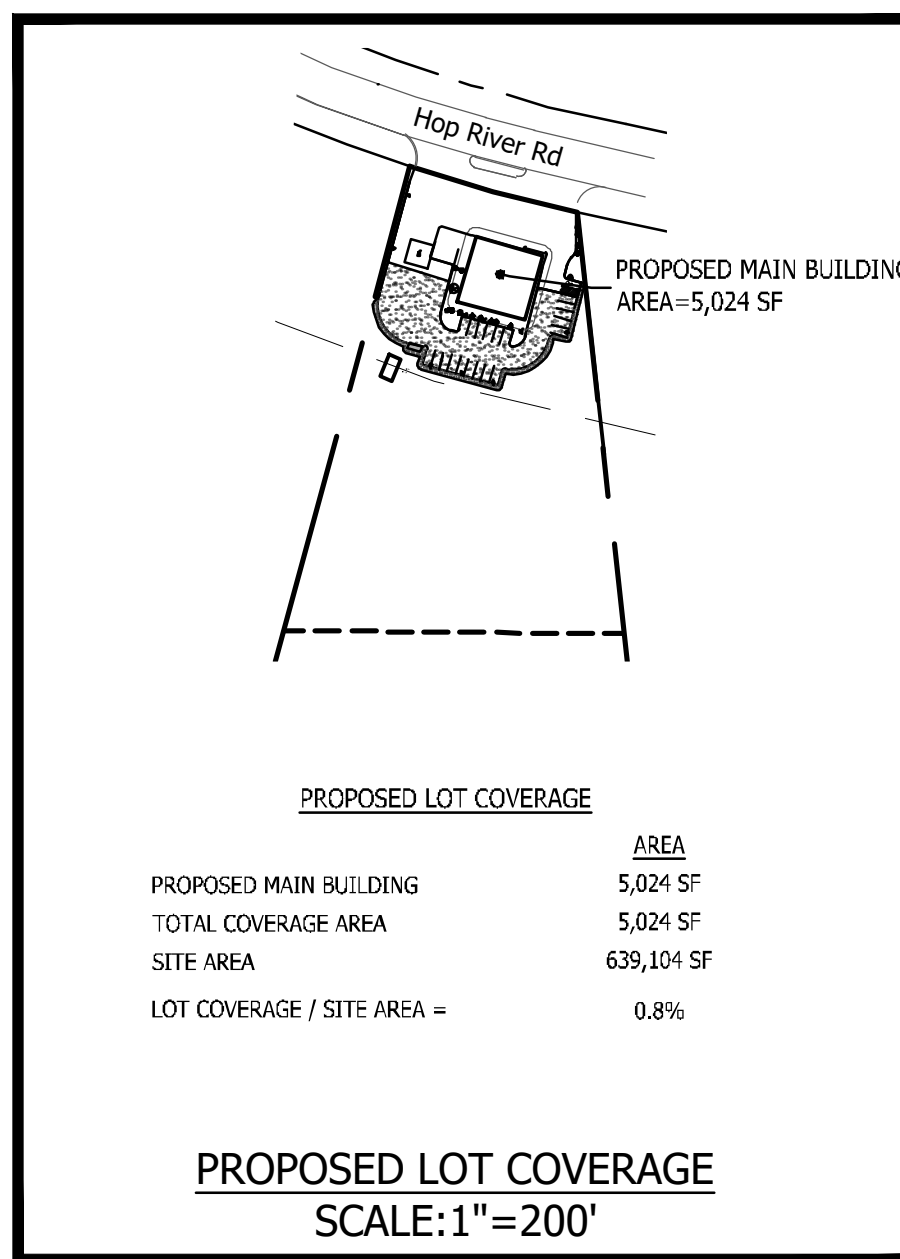 Hop River Rd
PROPOSED MAIN BUILDING
AREA=5,024 SF
PROPOSED LOT COVERAGE
AREA
PROPOSED MAIN BUILDING 5,024 SF
TOTAL COVERAGE AREA 5,024 SF
SITE AREA 639,104 SF
LOT COVERAGE / SITE AREA = 0.8%
PROPOSED LOT COVERAGE
SCALE:1"=200'